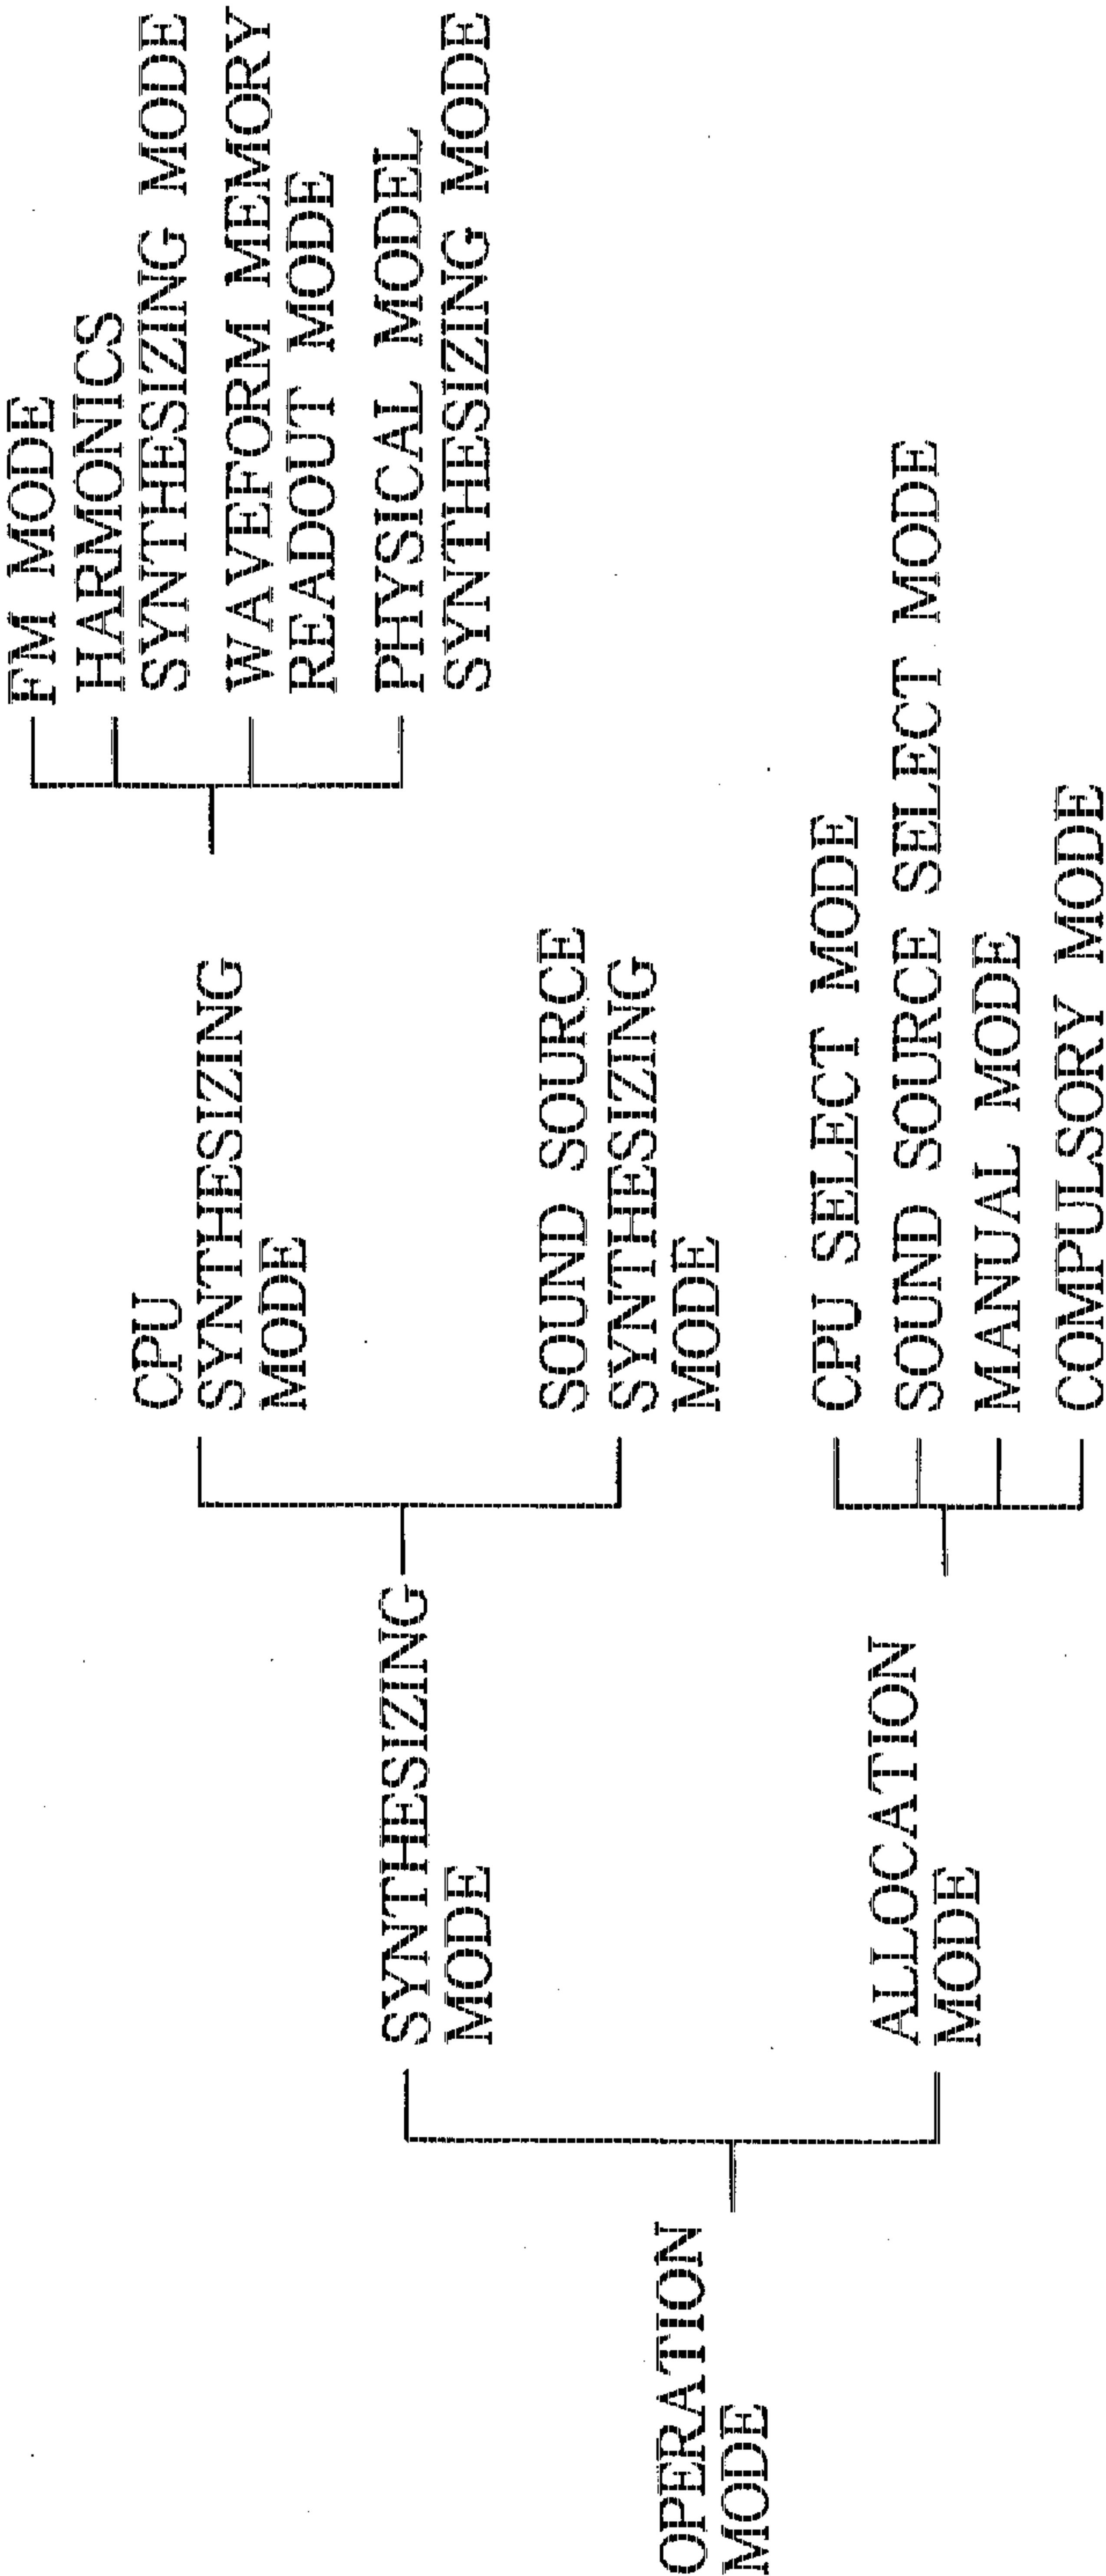 OPERATION
MODE
SYNTHESIZING
MODE
ALLOCATION
MODE
CPU
SYNTHESIZING
MODE
SOUND SOURCE
SYNTHESIZING
MODE
FM MODE
HARMONICS
SYNTHESIZING MODE
WAVEFORM MEMORY
READOUT MODE
PHYSICAL MODEL
SYNTHESIZING MODE
CPU SELECT MODE
SOUND SOURCE SELECT MODE
MANUAL MODE
COMPULSORY MODE